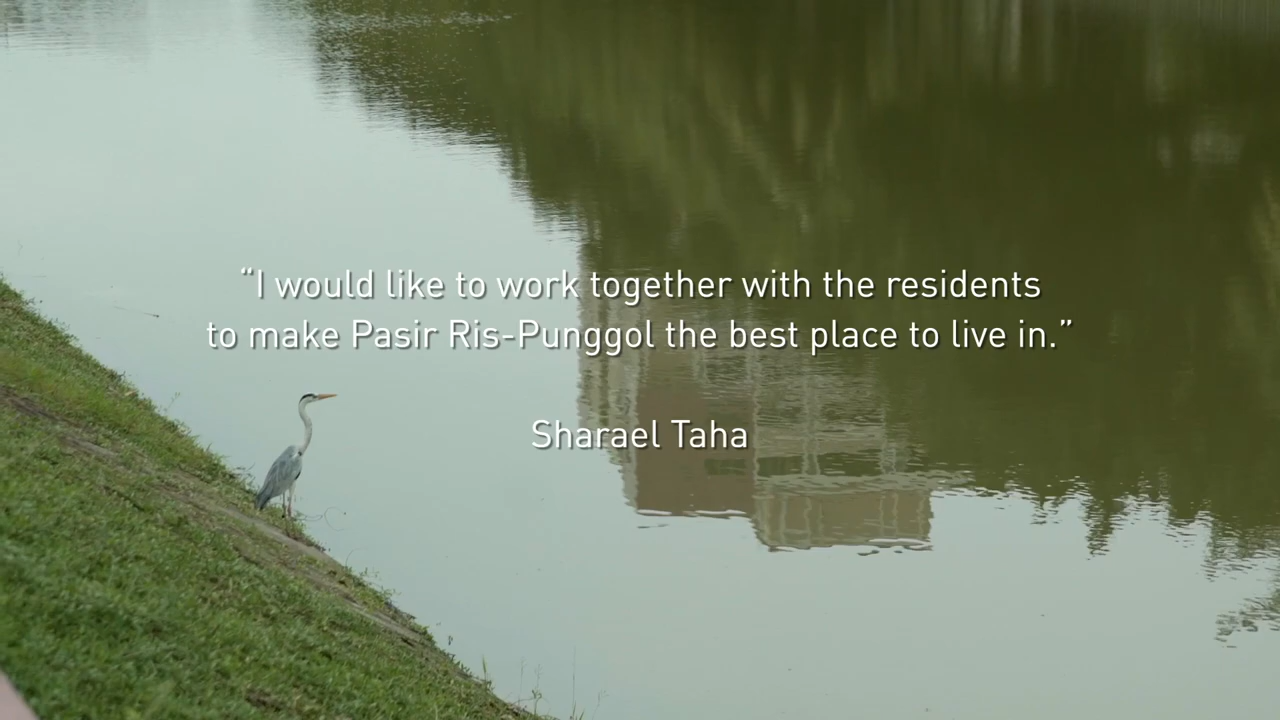 “I would like to work together with the residents
to make Pasir Ris-Punggol the best place to live in.”
Sharael Taha